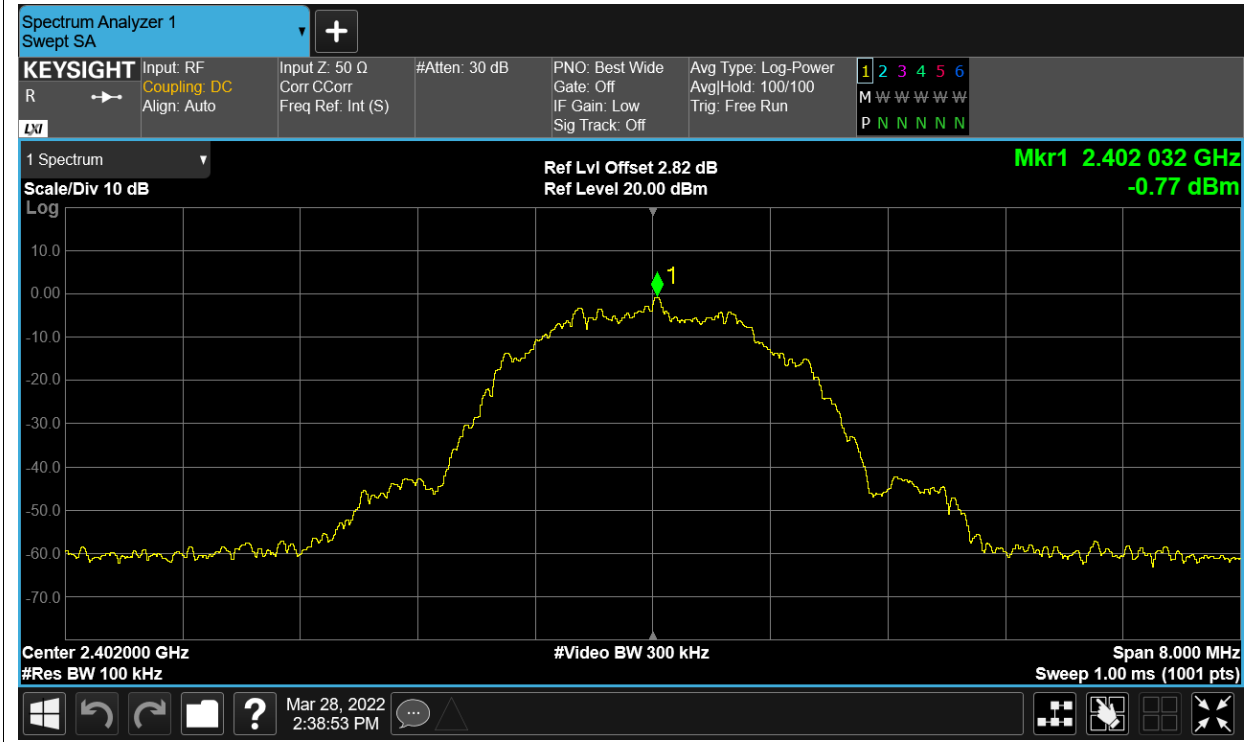 Spectrum Analyzer 1
Swept SA
+
KEYSIGHT
R
LXI
Input: RF
Coupling: DC
Align: Auto
Input Z: 50 Ω
Corr CCorr
Freq Ref: Int (S)
#Atten: 30 dB
PNO: Best Wide
Gate: Off
IF Gain: Low
Sig Track: Off
Avg Type: Log-Power
Avg|Hold: 100/100
Trig: Free Run
1 2 3 4 5 6
M W W W W W W
P N N N N N N
1 Spectrum
Scale/Div 10 dB
Log
Ref Lvl Offset 2.82 dB
Ref Level 20.00 dBm
Mkr1 2.402 032 GHz
-0.77 dBm
1
10.0
0.00
-10.0
-20.0
-30.0
-40.0
-50.0
-60.0
-70.0
Center 2.402000 GHz
#Res BW 100 kHz
#Video BW 300 kHz
Span 8.000 MHz
Sweep 1.00 ms (1001 pts)
?
Mar 28, 2022
2:38:53 PM